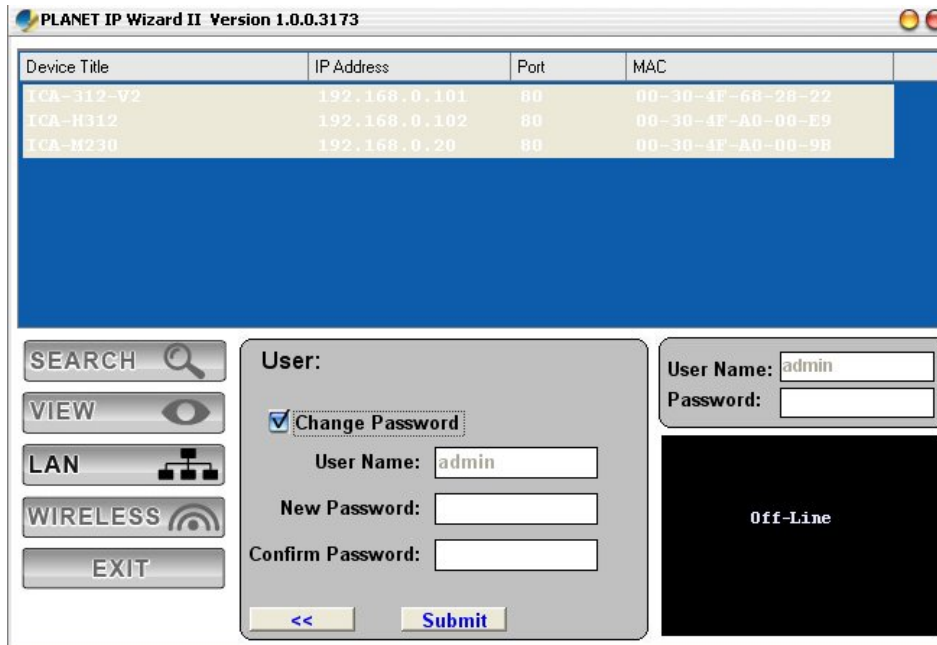 PLANET IP Wizard II Version 1.0.0.3173
Device Title IP Address Port MAC
ICA-312-V2 192.168.0.101 80 00-30-4F-68-28-22
ICA-H312 192.168.0.102 80 00-30-4F-A0-00-E9
ICA-M230 192.168.0.20 80 00-30-4F-A0-00-9B
SEARCH
VIEW
LAN
WIRELESS
EXIT
User:
Change Password
User Name: admin
New Password:
Confirm Password:
<< Submit
User Name: admin
Password:
Off-Line